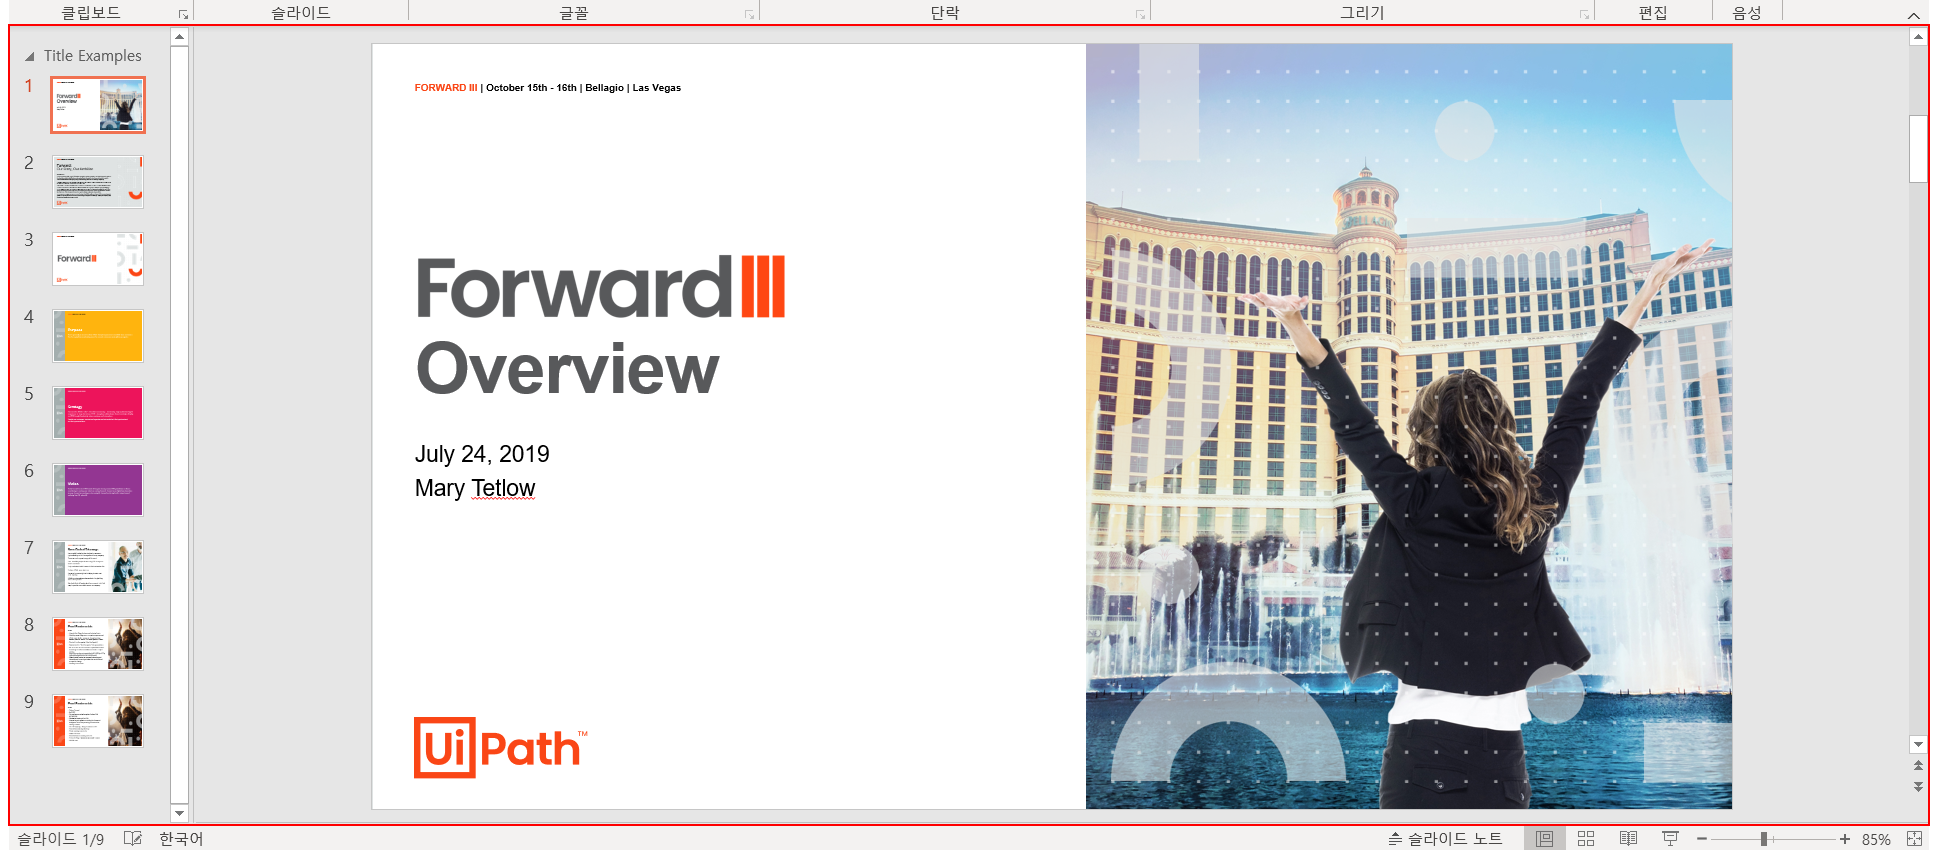 클립보드 슬라이드 글꼴 단락 그리기 편집 음성
Title Examples
1
2
3
4
5
6
7
8
9
FORWARD III | October 15th - 16th | Bellagio | Las Vegas
ForwardIII
Overview
July 24, 2019
Mary Tetlow
UiPath™
슬라이드 1/9 한국어 슬라이드 노트 85%